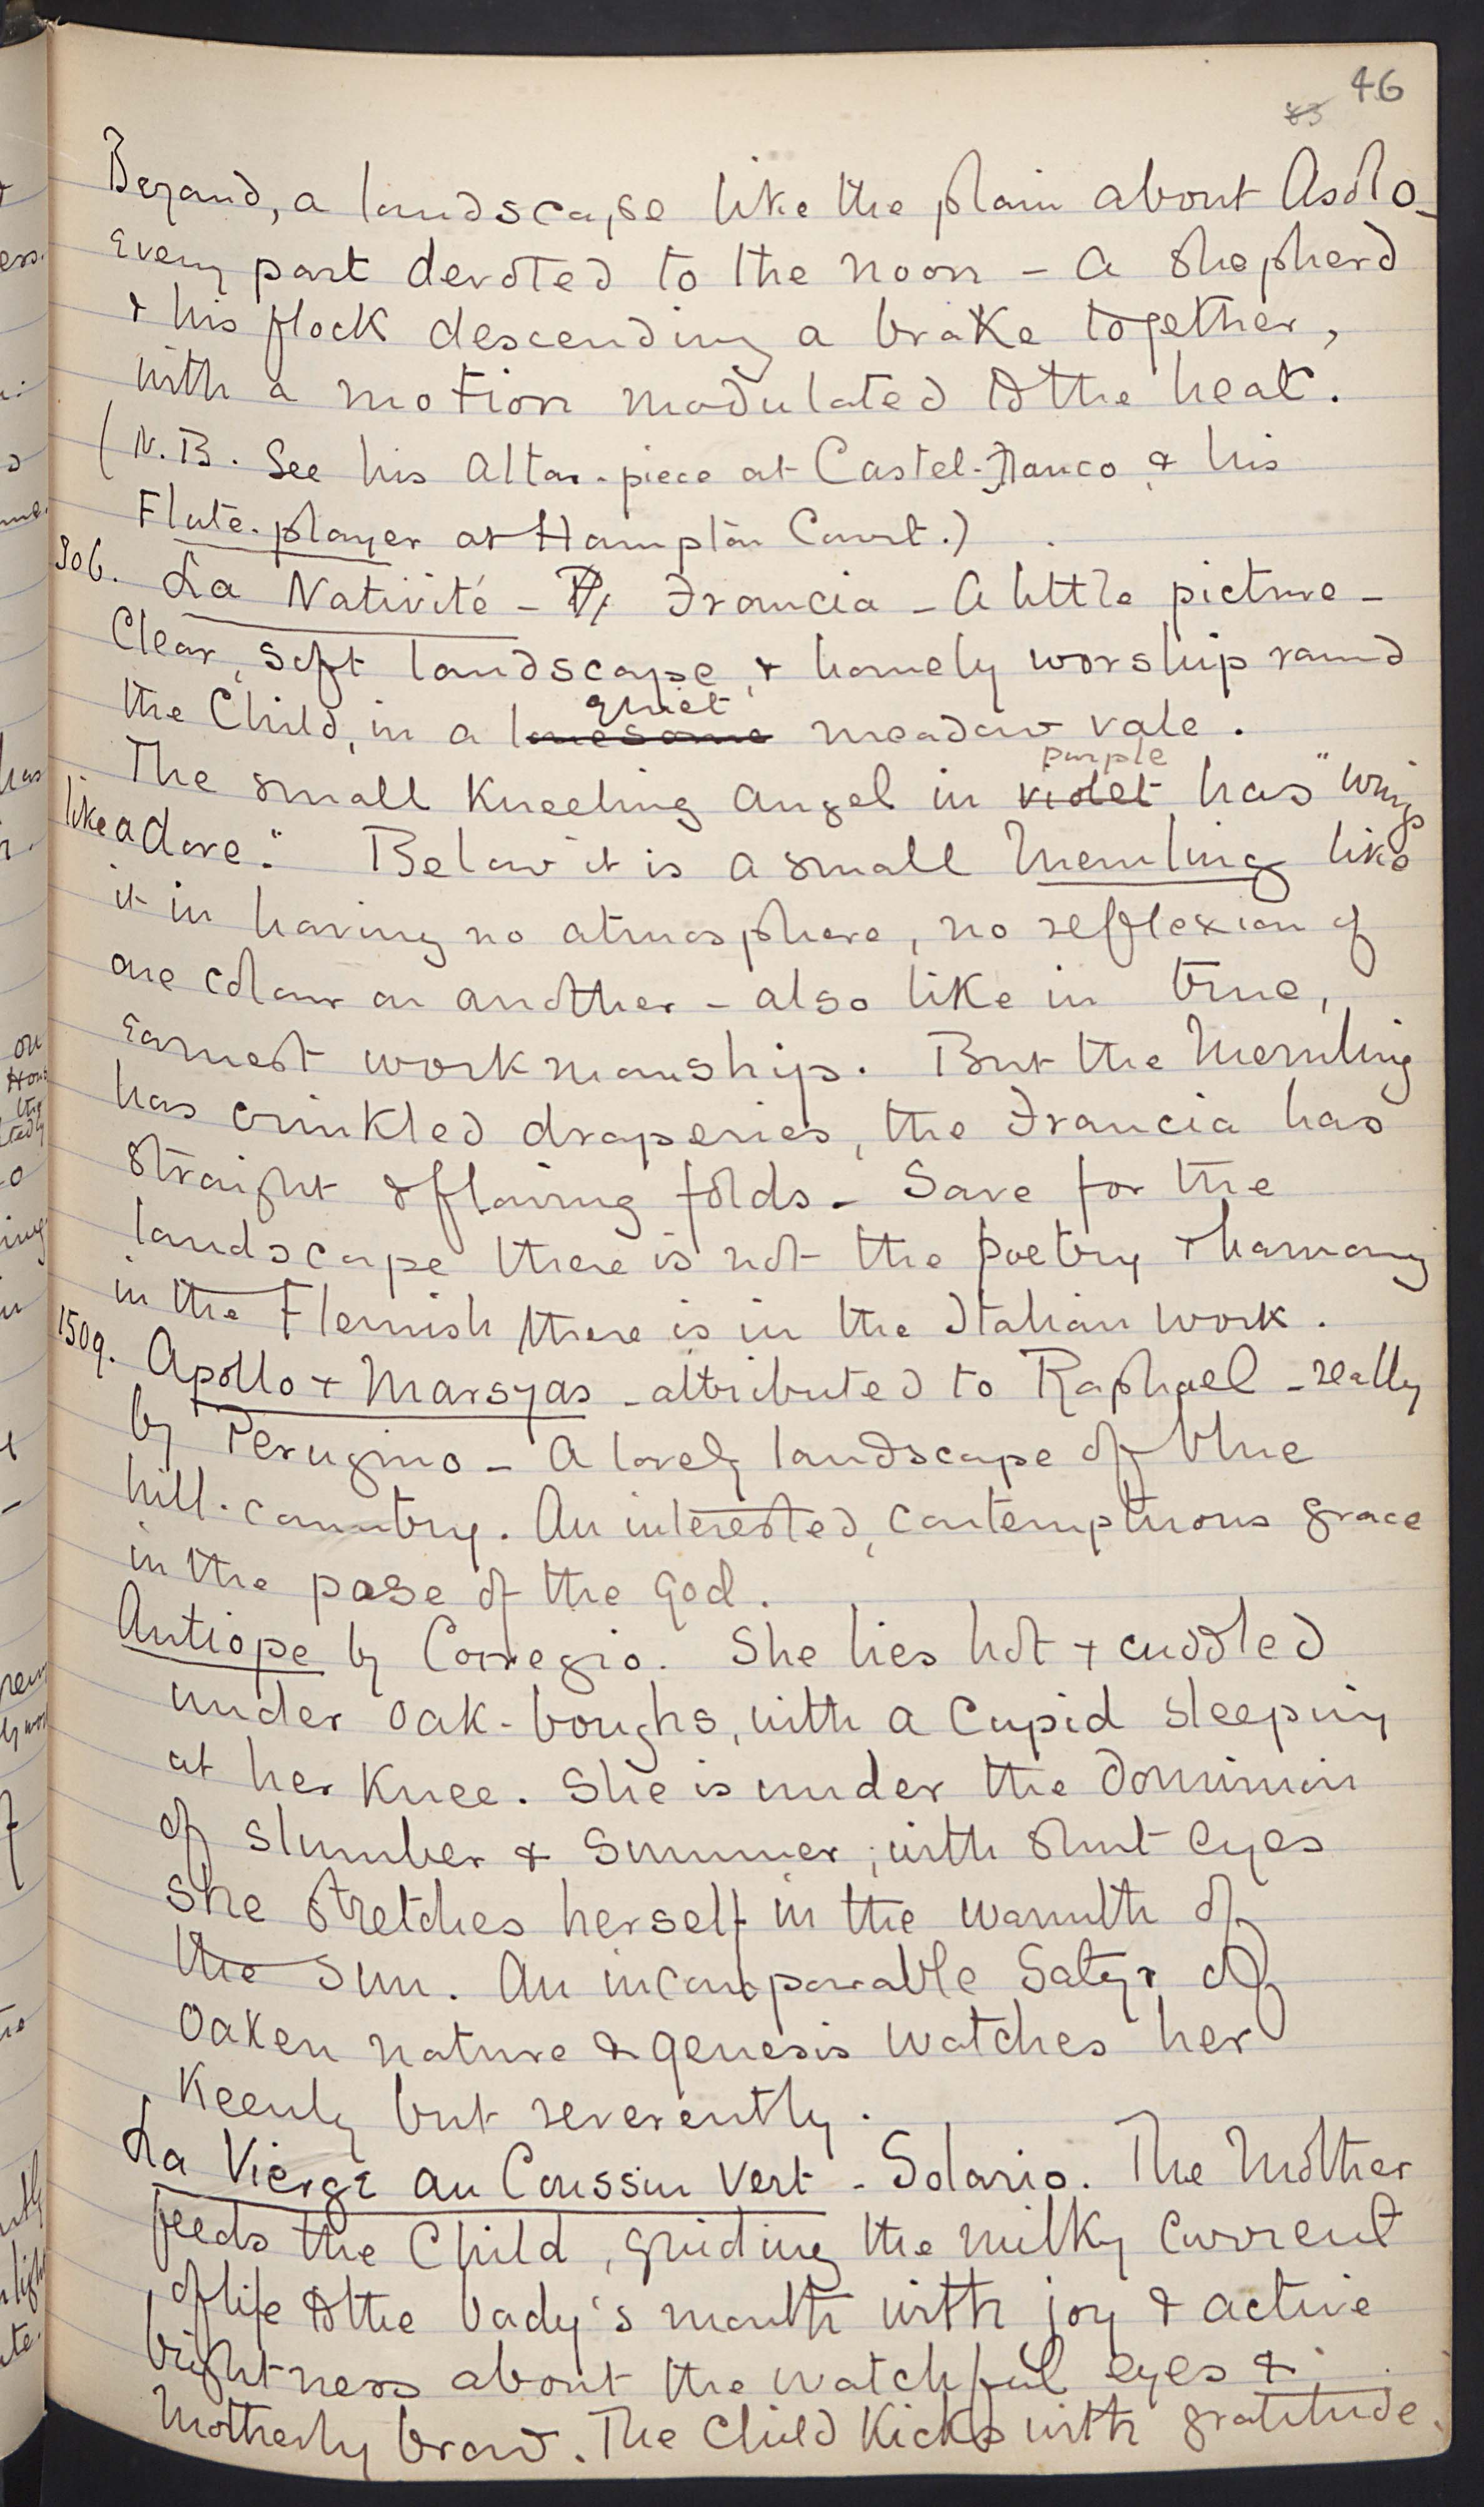 46
83
Beyond, a landscape like the plain about Asolo –
Every part devoted to the noon – A shepherd
& his flock descending a brake together,
with a motion modulated to the heat.
(N.B. See his Altar-piece at Castel-Franco, & his
Flute-player at Hampton Court.)
306. La Nativité – Francia – A little picture –
Clear, soft landscape, & homely worship round
the Child, in a lonesome quiet meadow vale.
The small kneeling angel in violet purple has "wings
like a dove." Below it is a small Memling like
it in having no atmosphere, no reflexion of
one colour on another – also like in true,
earnest workmanship. But the Memling
has crinkled draperies, the Francia has
straight & flowing folds – Save for the
landscape there is not the poetry & harmony
in the Flemish there is in the Italian work.
1509. Apollo & Marsyas – attributed to Raphael – really
by Perugino – A lovely landscape of blue
hill-country. An interested, contemptuous grace
in the pose of the God.
Antiope by Corregio. She lies hot & cuddled
under oak-boughs, with a Cupid sleeping
at her knee. She is under the dominion
of slumber & summer; with shut eyes
she stretches herself in the warmth of
the sun. An incomparable Satyr of
oaken nature & genesis watches her
keenly but reverently.
La Vierge au Coussin Vert – Solario. The Mother
feeds the Child, guiding the milky current
of life to the bady's mouth with joy & active
brightness about the watchful eyes &
motherly brow. The Child kicks with gratitude.